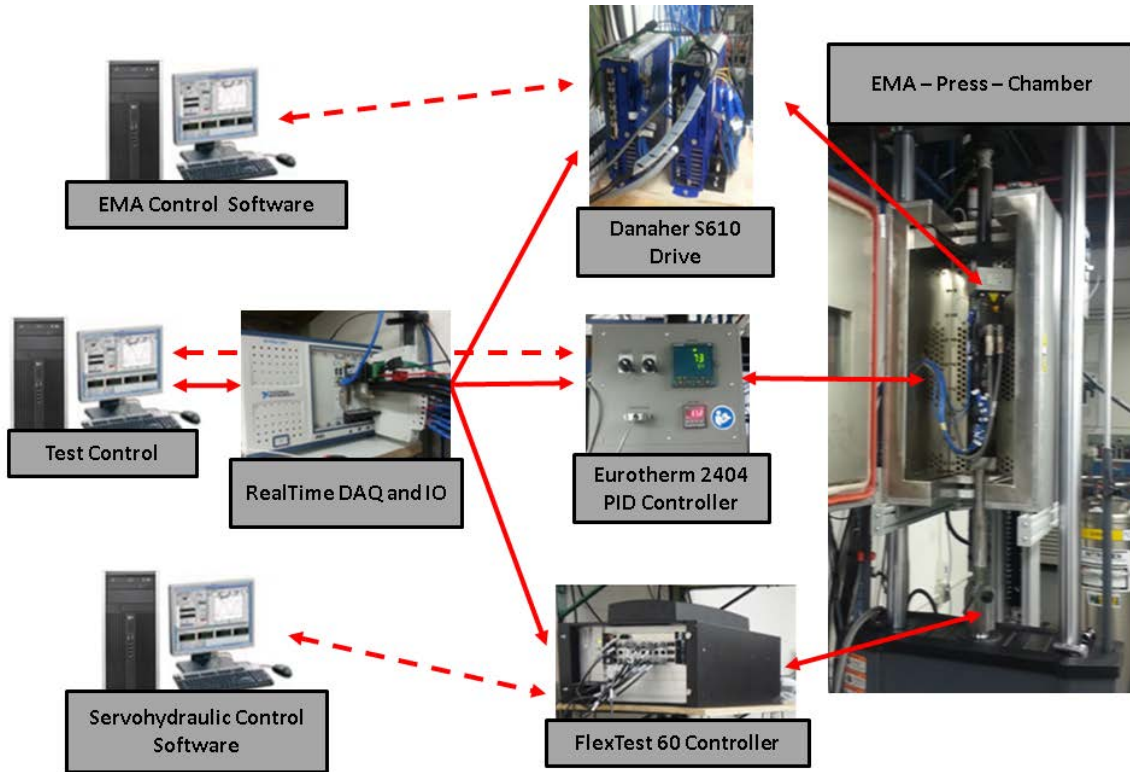 EMA – Press – Chamber
EMA Control  Software
Danaher S610
Drive
Test Control
RealTime DAQ and IO
Eurotherm 2404
PID Controller
Servohydraulic Control
Software
FlexTest 60 Controller